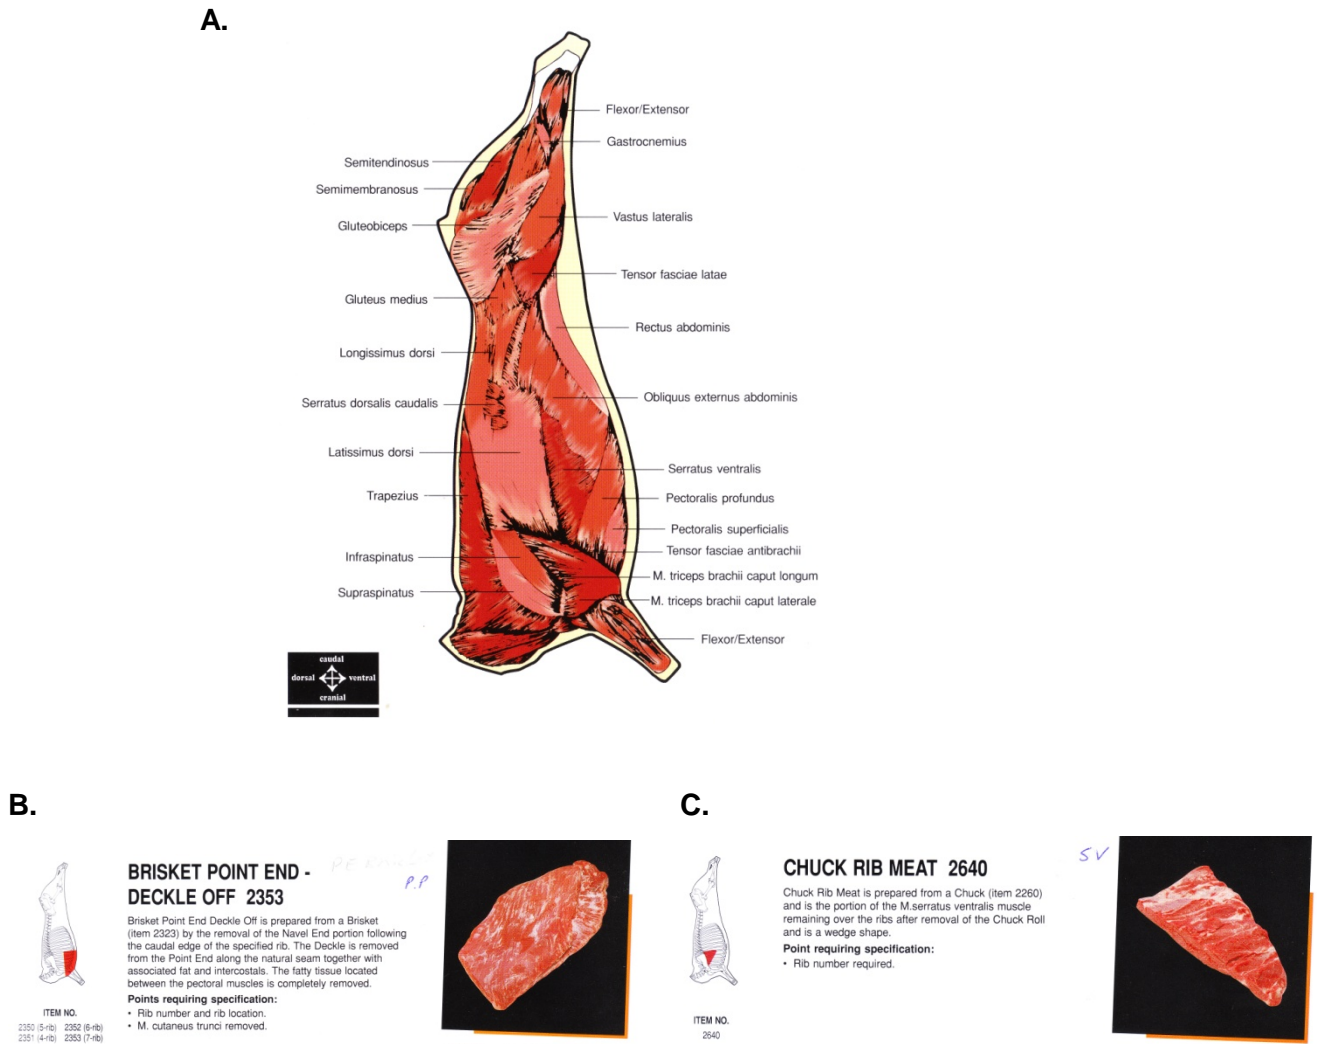 A.
Flexor/Extensor
Gastrocnemius
Semitendinosus
Semimembranosus
Vastus lateralis
Gluteobiceps
Tensor fasciae latae
Gluteus medius
Rectus abdominis
Longissimus dorsi
Obliquus externus abdominis
Serratus dorsalis caudalis
Latissimus dorsi
Serratus ventralis
Trapezius
Pectoralis profundus
Pectoralis superficialis
Tensor fasciae antibrachii
Infraspinatus
M. triceps brachii caput longum
Supraspinatus
M. triceps brachii caput laterale
Flexor/Extensor
caudal
dorsal
ventral
cranial
B.
BRISKET POINT END -
DECKLE OFF 2353
P.P
Brisket Point End Deckle Off is prepared from a Brisket
(item 2323) by the removal of the Navel End portion following
the caudal edge of the specified rib. The Deckle is removed
from the Point End along the natural seam together with
associated fat and intercostals. The fatty tissue located
between the pectoral muscles is completely removed.
Points requiring specification:
• Rib number and rib location.
• M. cutaneus trunci removed.
ITEM NO.
2350 (5-rib) 2352 (6-rib)
2351 (4-rib) 2353 (7-rib)
C.
CHUCK RIB MEAT 2640
SV
Chuck Rib Meat is prepared from a Chuck (item 2260)
and is the portion of the M.serratus ventralis muscle
remaining over the ribs after removal of the Chuck Roll
and is a wedge shape.
Point requiring specification:
• Rib number required.
ITEM NO.
2640